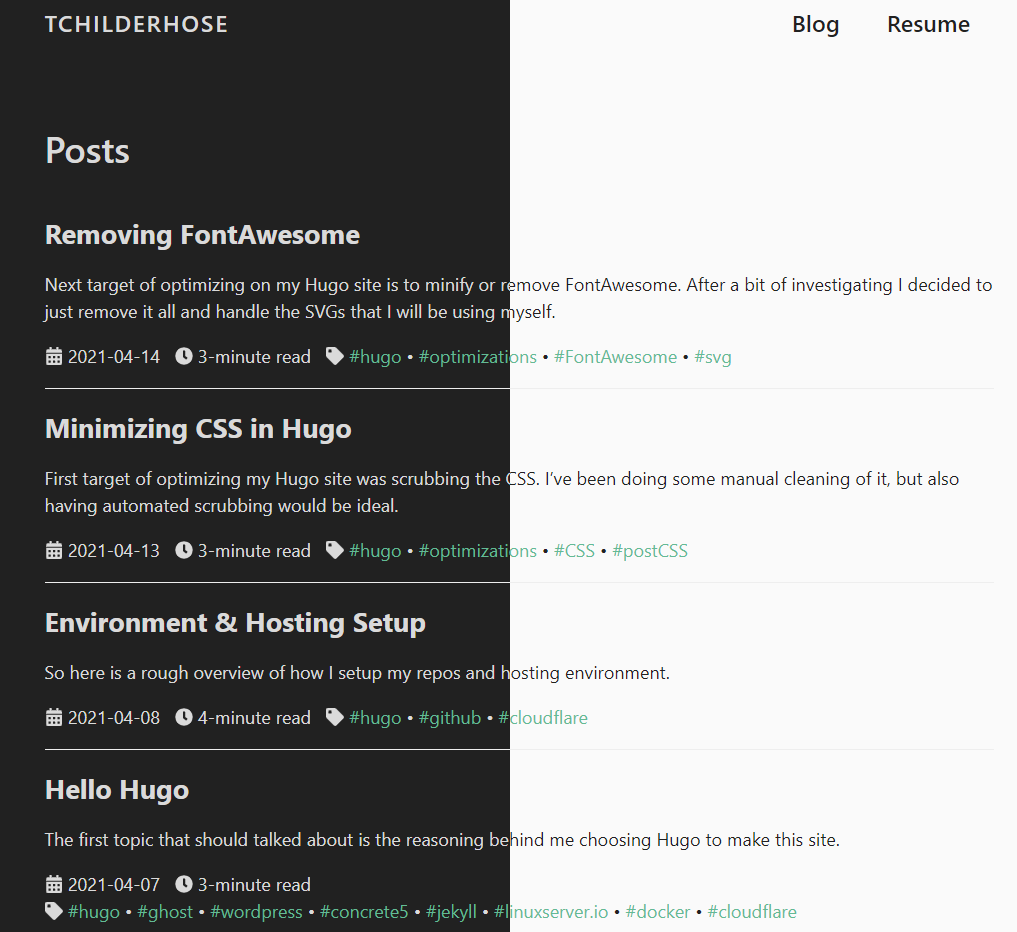 TCHILDERHOSE Blog Resume
Posts
Removing FontAwesome
Next target of optimizing on my Hugo site is to minify or remove FontAwesome. After a bit of investigating I decided to
just remove it all and handle the SVGs that I will be using myself.
2021-04-14 3-minute read #hugo • #optimizations • #FontAwesome • #svg
Minimizing CSS in Hugo
First target of optimizing my Hugo site was scrubbing the CSS. I’ve been doing some manual cleaning of it, but also
having automated scrubbing would be ideal.
2021-04-13 3-minute read #hugo • #optimizations • #CSS • #postCSS
Environment & Hosting Setup
So here is a rough overview of how I setup my repos and hosting environment.
2021-04-08 4-minute read #hugo • #github • #cloudflare
Hello Hugo
The first topic that should talked about is the reasoning behind me choosing Hugo to make this site.
2021-04-07 3-minute read
#hugo • #ghost • #wordpress • #concrete5 • #jekyll • #linuxserver.io • #docker • #cloudflare